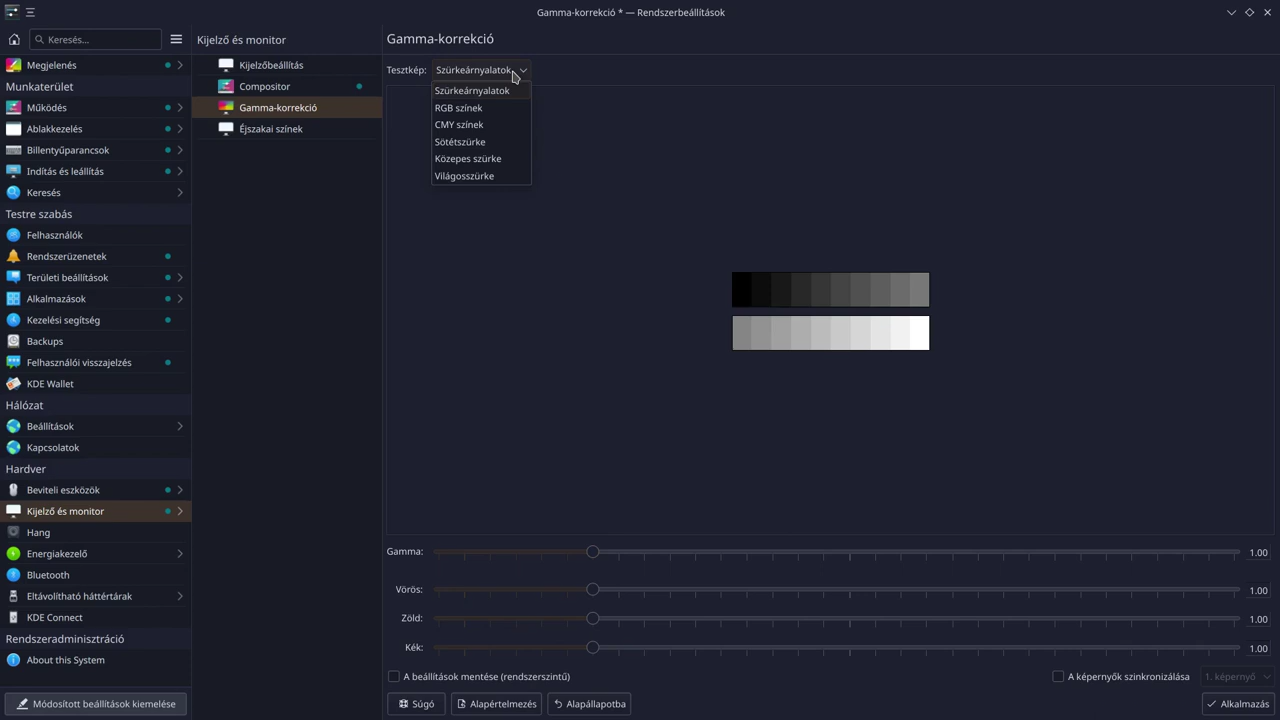 Gamma-korrekció * — Rendszerbeállítások
Keresés...
Megjelenés
Munkaterület
Működés
Ablakkezelés
Billentyűparancsok
Indítás és leállítás
Keresés
Testre szabás
Felhasználók
Rendszerüzenetek
Területi beállítások
Alkalmazások
Kezelési segítség
Backups
Felhasználói visszajelzés
KDE Wallet
Hálózat
Beállítások
Kapcsolatok
Hardver
Beviteli eszközök
Kijelző és monitor
Hang
Energiakezelő
Bluetooth
Eltávolítható háttértárak
KDE Connect
Rendszeradminisztráció
About this System
Módosított beállítások kiemelése
Kijelző és monitor
Kijelzőbeállítás
Compositor
Gamma-korrekció
Éjszakai színek
Gamma-korrekció
Tesztkép: Szürkeárnyalatok
Szürkeárnyalatok
RGB színek
CMY színek
Sötétszürke
Közepes szürke
Világosszürke
Gamma: 1.00
Vörös: 1.00
Zöld: 1.00
Kék: 1.00
A beállítások mentése (rendszerszintű)
A képernyők szinkronizálása
1. képernyő
Súgó
Alapértelmezés
Alapállapotba
Alkalmazás